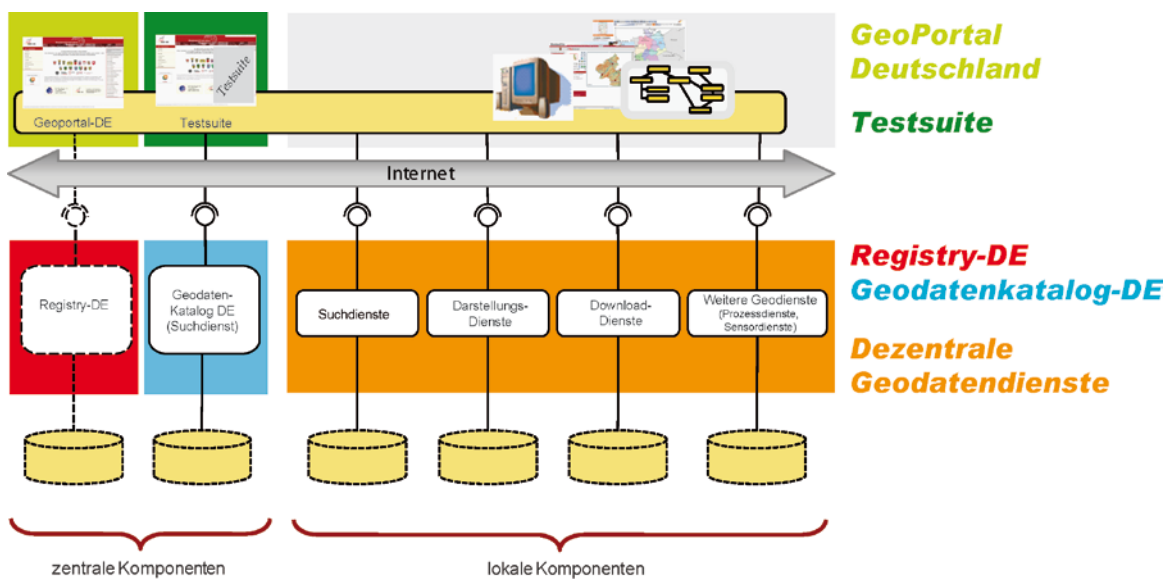 GeoPortal
Deutschland
Testsuite
Testsuite
Geoportal-DE
Testsuite
Internet
Registry-DE
Geodatenkatalog-DE
Dezentrale
Geodatendienste
Registry-DE
Geodaten-
Katalog DE
(Suchdienst)
Suchdienste
Darstellungs-
Dienste
Download-
Dienste
Weitere Geodienste
(Prozessdienste,
Sensordienste)
zentrale Komponenten
lokale Komponenten